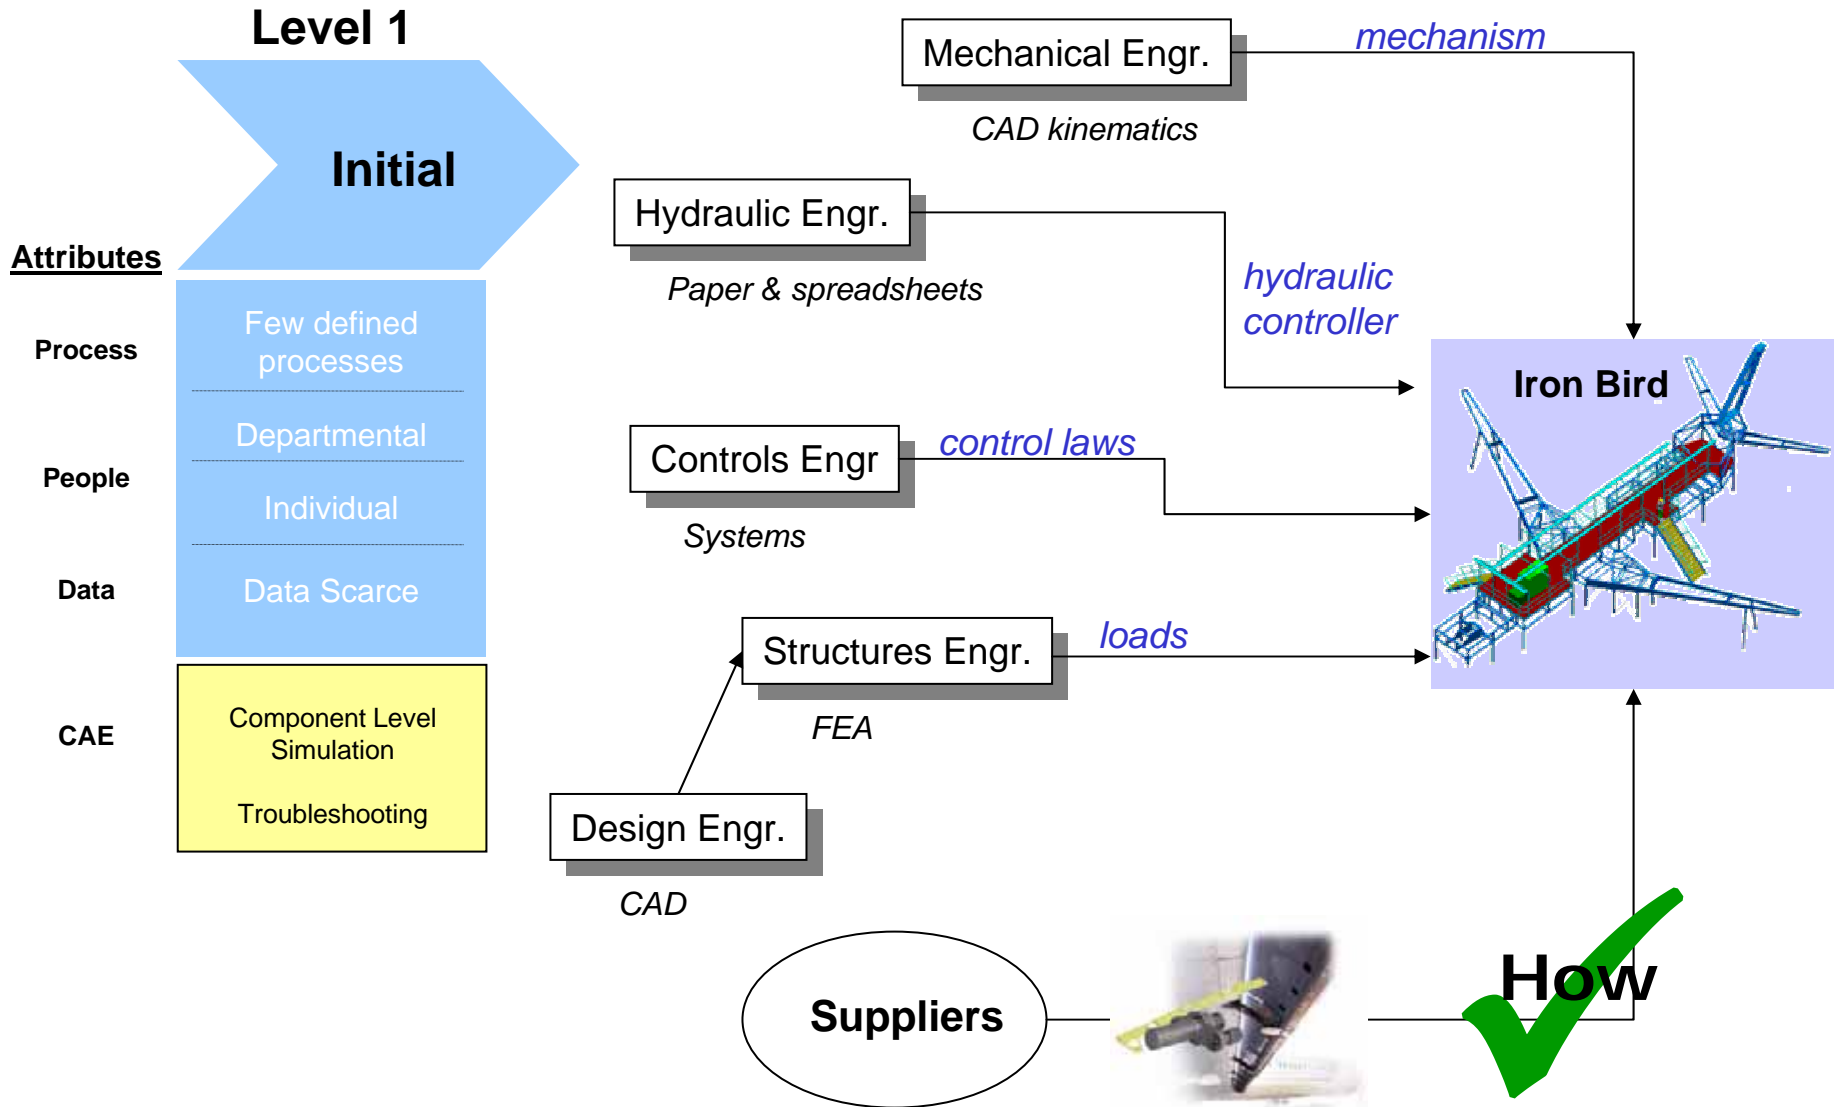 Level 1
Initial
Attributes
Process
Few defined
processes
Departmental
People
Individual
Data
Data Scarce
CAE
Component Level
Simulation
Troubleshooting
Mechanical Engr.
mechanism
CAD kinematics
Hydraulic Engr.
Paper & spreadsheets
hydraulic
controller
Iron Bird
Controls Engr
control laws
Systems
Structures Engr.
loads
FEA
Design Engr.
CAD
Suppliers
How